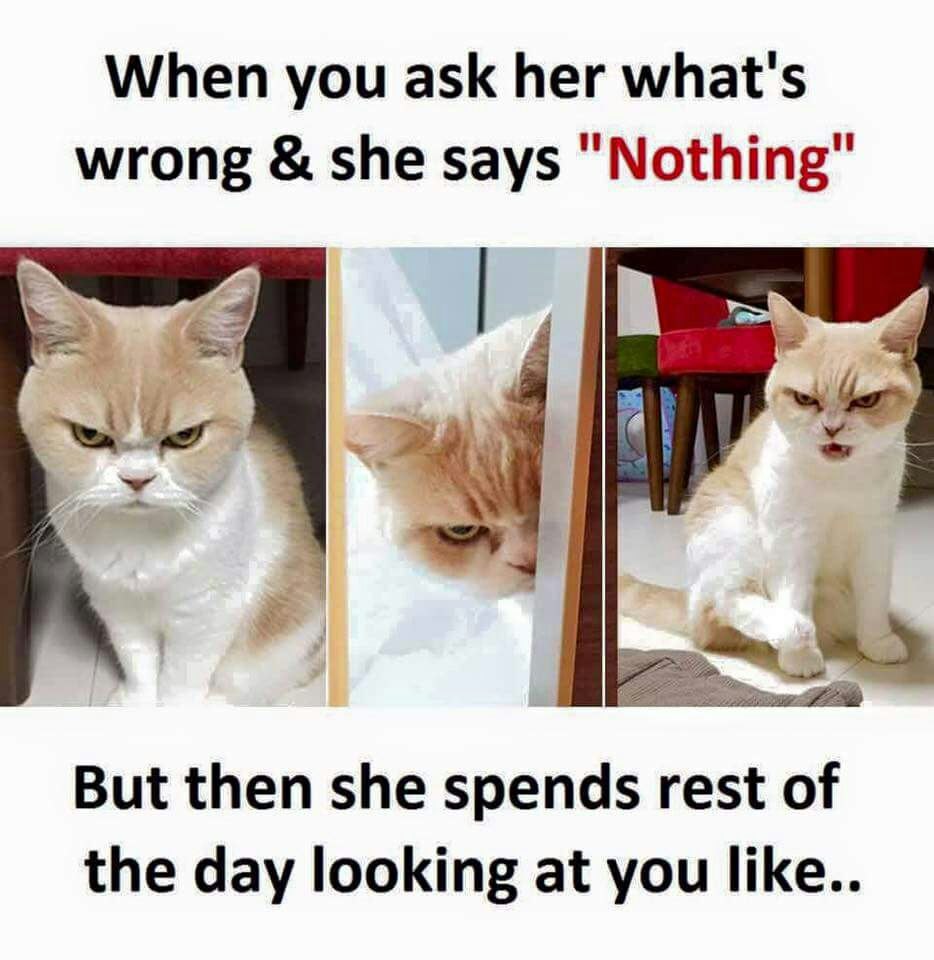 When you ask her what's
wrong & she says "Nothing"
But then she spends rest of
the day looking at you like..